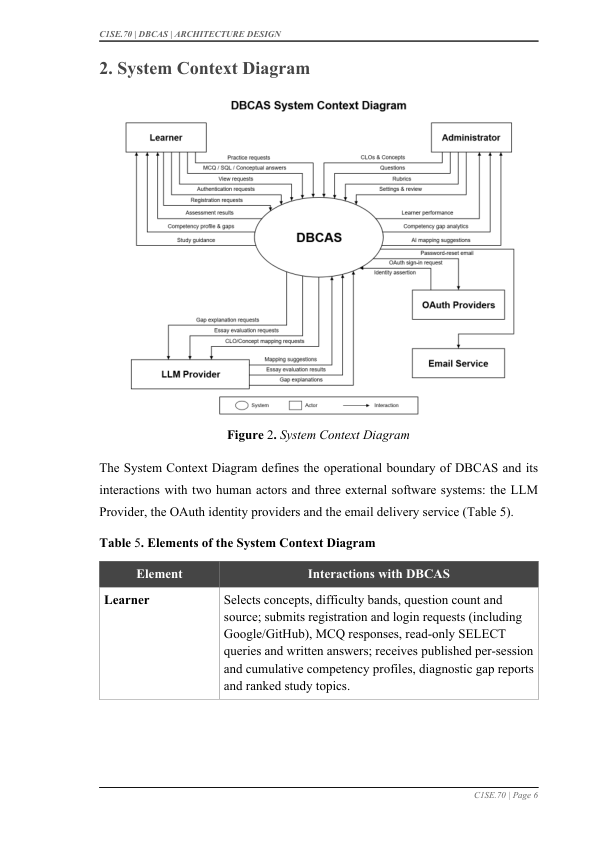 C1SE.70 | DBCAS | ARCHITECTURE DESIGN
2. System Context Diagram
DBCAS System Context Diagram
Learner
Administrator
Practice requests
MCQ / SQL / Conceptual answers
View requests
Authentication requests
Registration requests
Assessment results
Competency profile & gaps
Study guidance
CLOs & Concepts
Questions
Rubrics
Settings & review
Learner performance
Competency gap analytics
AI mapping suggestions
Password-reset email
OAuth sign-in request
Identity assertion
DBCAS
OAuth Providers
Email Service
Gap explanation requests
Essay evaluation requests
CLO/Concept mapping requests
LLM Provider
Mapping suggestions
Essay evaluation results
Gap explanations
System
Actor
Interaction
Figure 2. System Context Diagram
The System Context Diagram defines the operational boundary of DBCAS and its
interactions with two human actors and three external software systems: the LLM
Provider, the OAuth identity providers and the email delivery service (Table 5).
Table 5. Elements of the System Context Diagram
Element
Interactions with DBCAS
Learner
Selects concepts, difficulty bands, question count and
source; submits registration and login requests (including
Google/GitHub), MCQ responses, read-only SELECT
queries and written answers; receives published per-session
and cumulative competency profiles, diagnostic gap reports
and ranked study topics.
C1SE.70 | Page 6